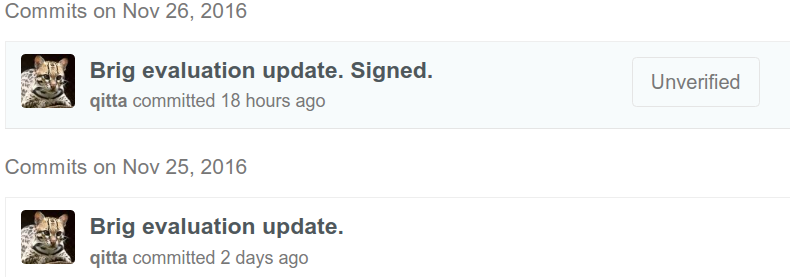 Commits on Nov 26, 2016
Brig evaluation update. Signed.
Unverified
qitta committed 18 hours ago
Commits on Nov 25, 2016
Brig evaluation update.
qitta committed 2 days ago